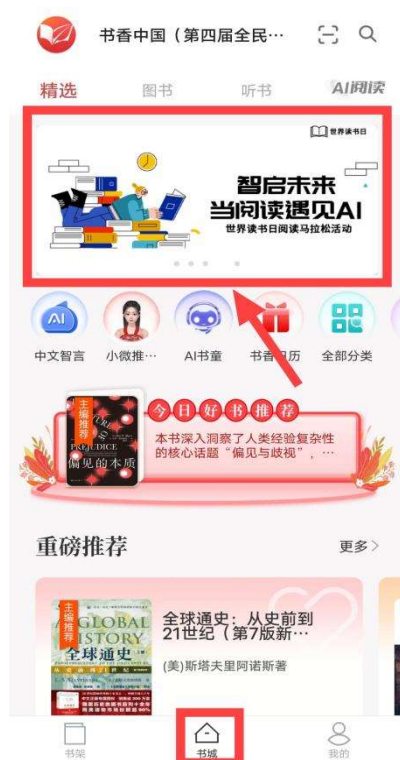 书香中国（第四届全民…
精选 图书 听书 AI阅读
世界读书日
智启未来
当阅读遇见AI
世界读书日阅读马拉松活动
AI
中文智言 小微推… AI书童 书香日历 全部分类
今日好书推荐
主编推荐
PREJUDICE
偏见的本质
本书深入洞察了人类经验复杂性
的核心话题“偏见与歧视”，…
重磅推荐 更多>
主编推荐
GLOBAL
HISTORY
全球通史
全球通史：从史前到
21世纪（第7版新…
(美)斯塔夫里阿诺斯著
书架 书城 我的